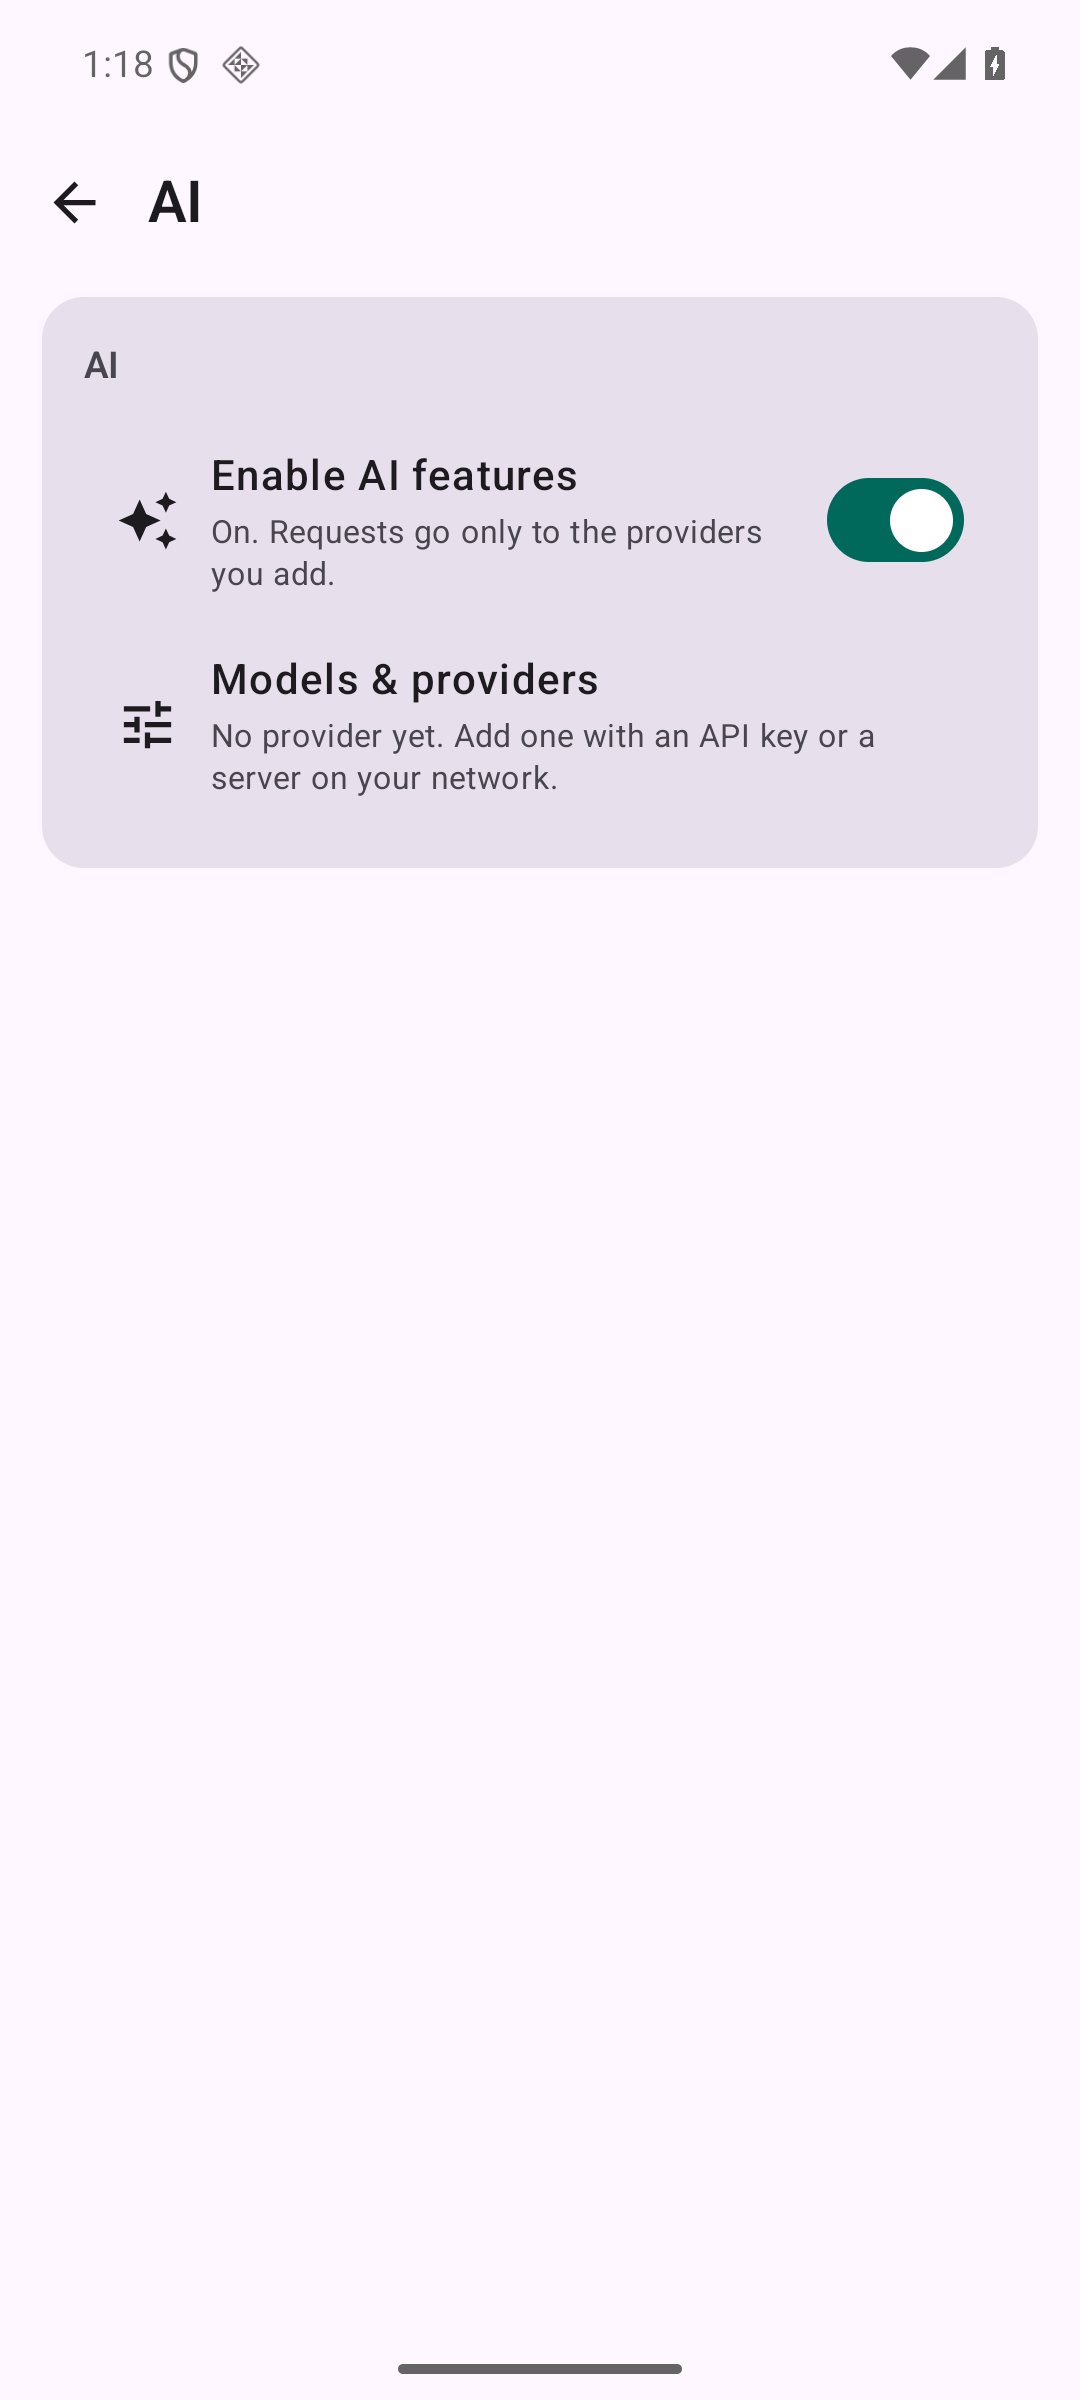 1:18
AI
AI
Enable AI features
On. Requests go only to the providers
you add.
Models & providers
No provider yet. Add one with an API key or a
server on your network.